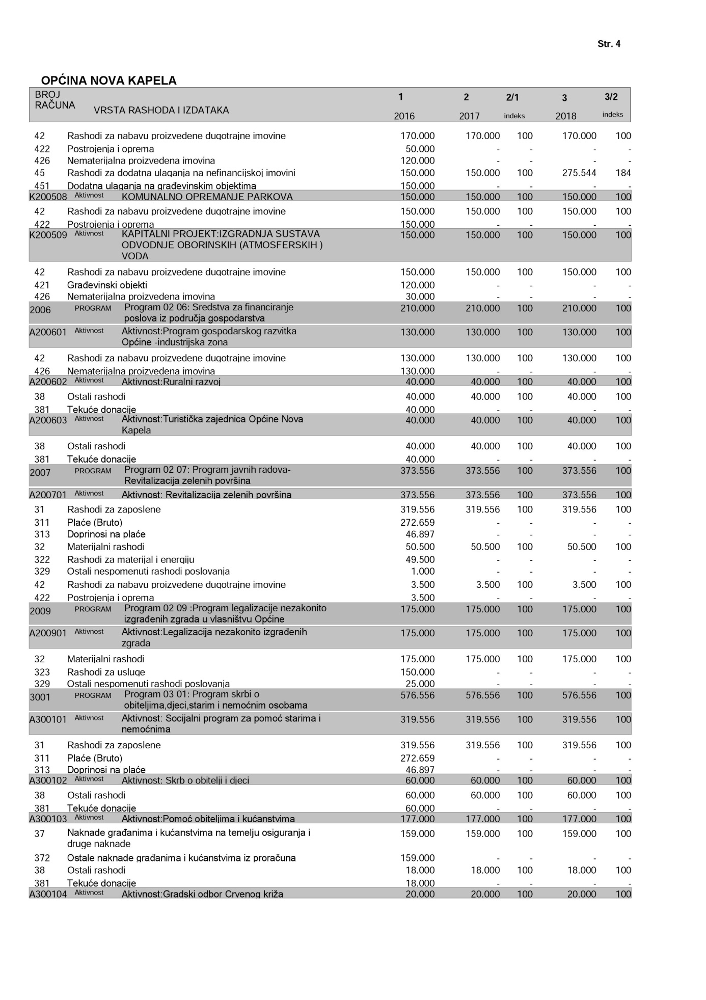 Str. 4
OPĆINA NOVA KAPELA
BROJ RAČUNA VRSTA RASHODA I IZDATAKA 1 2 2/1 3 3/2
2016 2017 indeks 2018 indeks
42 Rashodi za nabavu proizvedene dugotrajne imovine 170.000 170.000 100 170.000 100
422 Postrojenja i oprema 50.000 - - - -
426 Nematerijalna proizvedena imovina 120.000 - - - -
45 Rashodi za dodatna ulaganja na nefinancijskoj imovini 150.000 150.000 100 275.544 184
451 Dodatna ulaganja na građevinskim objektima 150.000 - - - -
K200508 Aktivnost KOMUNALNO OPREMANJE PARKOVA 150.000 150.000 100 150.000 100
42 Rashodi za nabavu proizvedene dugotrajne imovine 150.000 150.000 100 150.000 100
422 Postrojenja i oprema 150.000 - - - -
K200509 Aktivnost KAPITALNI PROJEKT:IZGRADNJA SUSTAVA 150.000 150.000 100 150.000 100
ODVODNJE OBORINSKIH (ATMOSFERSKIH )
VODA
42 Rashodi za nabavu proizvedene dugotrajne imovine 150.000 150.000 100 150.000 100
421 Građevinski objekti 120.000 - - - -
426 Nematerijalna proizvedena imovina 30.000 - - - -
2006 PROGRAM Program 02 06: Sredstva za financiranje 210.000 210.000 100 210.000 100
poslova iz područja gospodarstva
A200601 Aktivnost Aktivnost:Program gospodarskog razvitka 130.000 130.000 100 130.000 100
Općine -industrijska zona
42 Rashodi za nabavu proizvedene dugotrajne imovine 130.000 130.000 100 130.000 100
426 Nematerijalna proizvedena imovina 130.000 - - - -
A200602 Aktivnost Aktivnost:Ruralni razvoj 40.000 40.000 100 40.000 100
38 Ostali rashodi 40.000 40.000 100 40.000 100
381 Tekuće donacije 40.000 - - - -
A200603 Aktivnost Aktivnost:Turistička zajednica Općine Nova 40.000 40.000 100 40.000 100
Kapela
38 Ostali rashodi 40.000 40.000 100 40.000 100
381 Tekuće donacije 40.000 - - - -
2007 PROGRAM Program 02 07: Program javnih radova- 373.556 373.556 100 373.556 100
Revitalizacija zelenih površina
A200701 Aktivnost Aktivnost: Revitalizacija zelenih površina 373.556 373.556 100 373.556 100
31 Rashodi za zaposlene 319.556 319.556 100 319.556 100
311 Plaće (Bruto) 272.659 - - - -
313 Doprinosi na plaće 46.897 - - - -
32 Materijalni rashodi 50.500 50.500 100 50.500 100
322 Rashodi za materijal i energiju 49.500 - - - -
329 Ostali nespomenuti rashodi poslovanja 1.000 - - - -
42 Rashodi za nabavu proizvedene dugotrajne imovine 3.500 3.500 100 3.500 100
422 Postrojenja i oprema 3.500 - - - -
2009 PROGRAM Program 02 09 :Program legalizacije nezakonito 175.000 175.000 100 175.000 100
izgrađenih zgrada u vlasništvu Općine
A200901 Aktivnost Aktivnost:Legalizacija nezakonito izgrađenih 175.000 175.000 100 175.000 100
zgrada
32 Materijalni rashodi 175.000 175.000 100 175.000 100
323 Rashodi za usluge 150.000 - - - -
329 Ostali nespomenuti rashodi poslovanja 25.000 - - - -
3001 PROGRAM Program 03 01: Program skrbi o 576.556 576.556 100 576.556 100
obiteljima,djeci,starim i nemoćnim osobama
A300101 Aktivnost Aktivnost: Socijalni program za pomoć starima i 319.556 319.556 100 319.556 100
nemoćnima
31 Rashodi za zaposlene 319.556 319.556 100 319.556 100
311 Plaće (Bruto) 272.659 - - - -
313 Doprinosi na plaće 46.897 - - - -
A300102 Aktivnost Aktivnost: Skrb o obitelji i djeci 60.000 60.000 100 60.000 100
38 Ostali rashodi 60.000 60.000 100 60.000 100
381 Tekuće donacije 60.000 - - - -
A300103 Aktivnost Aktivnost:Pomoć obiteljima i kućanstvima 177.000 177.000 100 177.000 100
37 Naknade građanima i kućanstvima na temelju osiguranja i 159.000 159.000 100 159.000 100
druge naknade
372 Ostale naknade građanima i kućanstvima iz proračuna 159.000 - - - -
38 Ostali rashodi 18.000 18.000 100 18.000 100
381 Tekuće donacije 18.000 - - - -
A300104 Aktivnost Aktivnost:Gradski odbor Crvenog križa 20.000 20.000 100 20.000 100